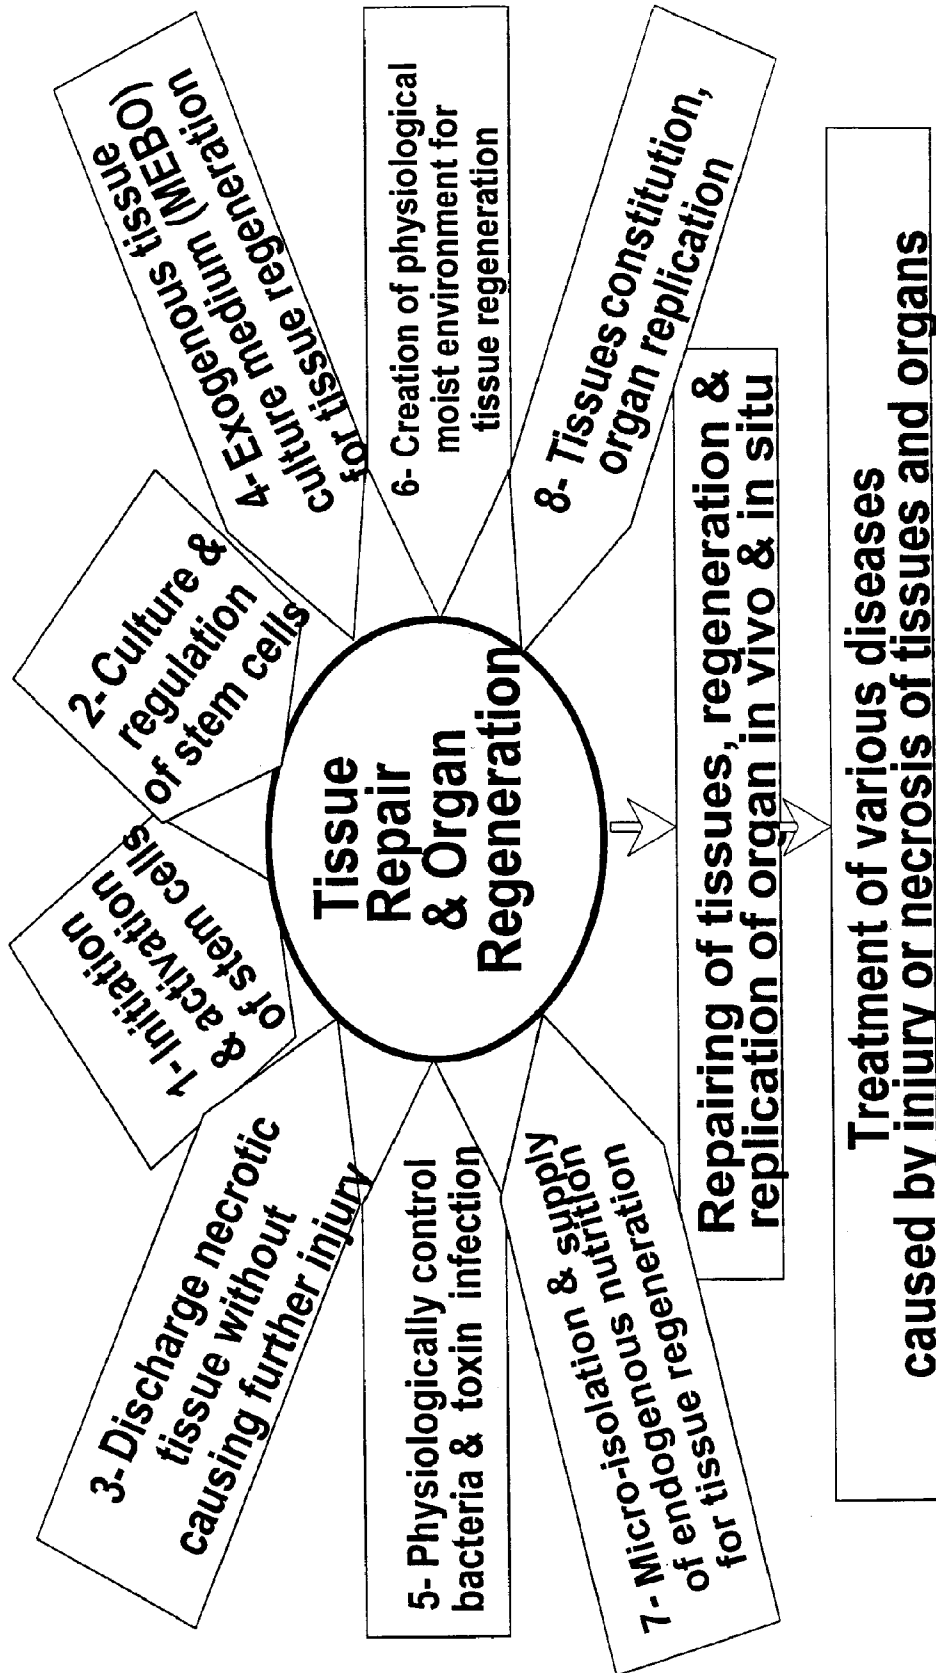 1- Initiation
& activation
of stem cells
2- Culture &
regulation
of stem cells
3- Discharge necrotic
tissue without
causing further injury
4- Exogenous tissue
culture medium (MEBO)
for tissue regeneration
5- Physiologically control
bacteria & toxin infection
6- Creation of physiological
moist environment for
tissue regeneration
7- Micro-isolation & supply
of endogenous nutrition
for tissue regeneration
8- Tissues constitution,
organ replication
Tissue
Repair
& Organ
Regeneration
Repairing of tissues, regeneration &
replication of organ in vivo & in situ
Treatment of various diseases
caused by injury or necrosis of tissues and organs